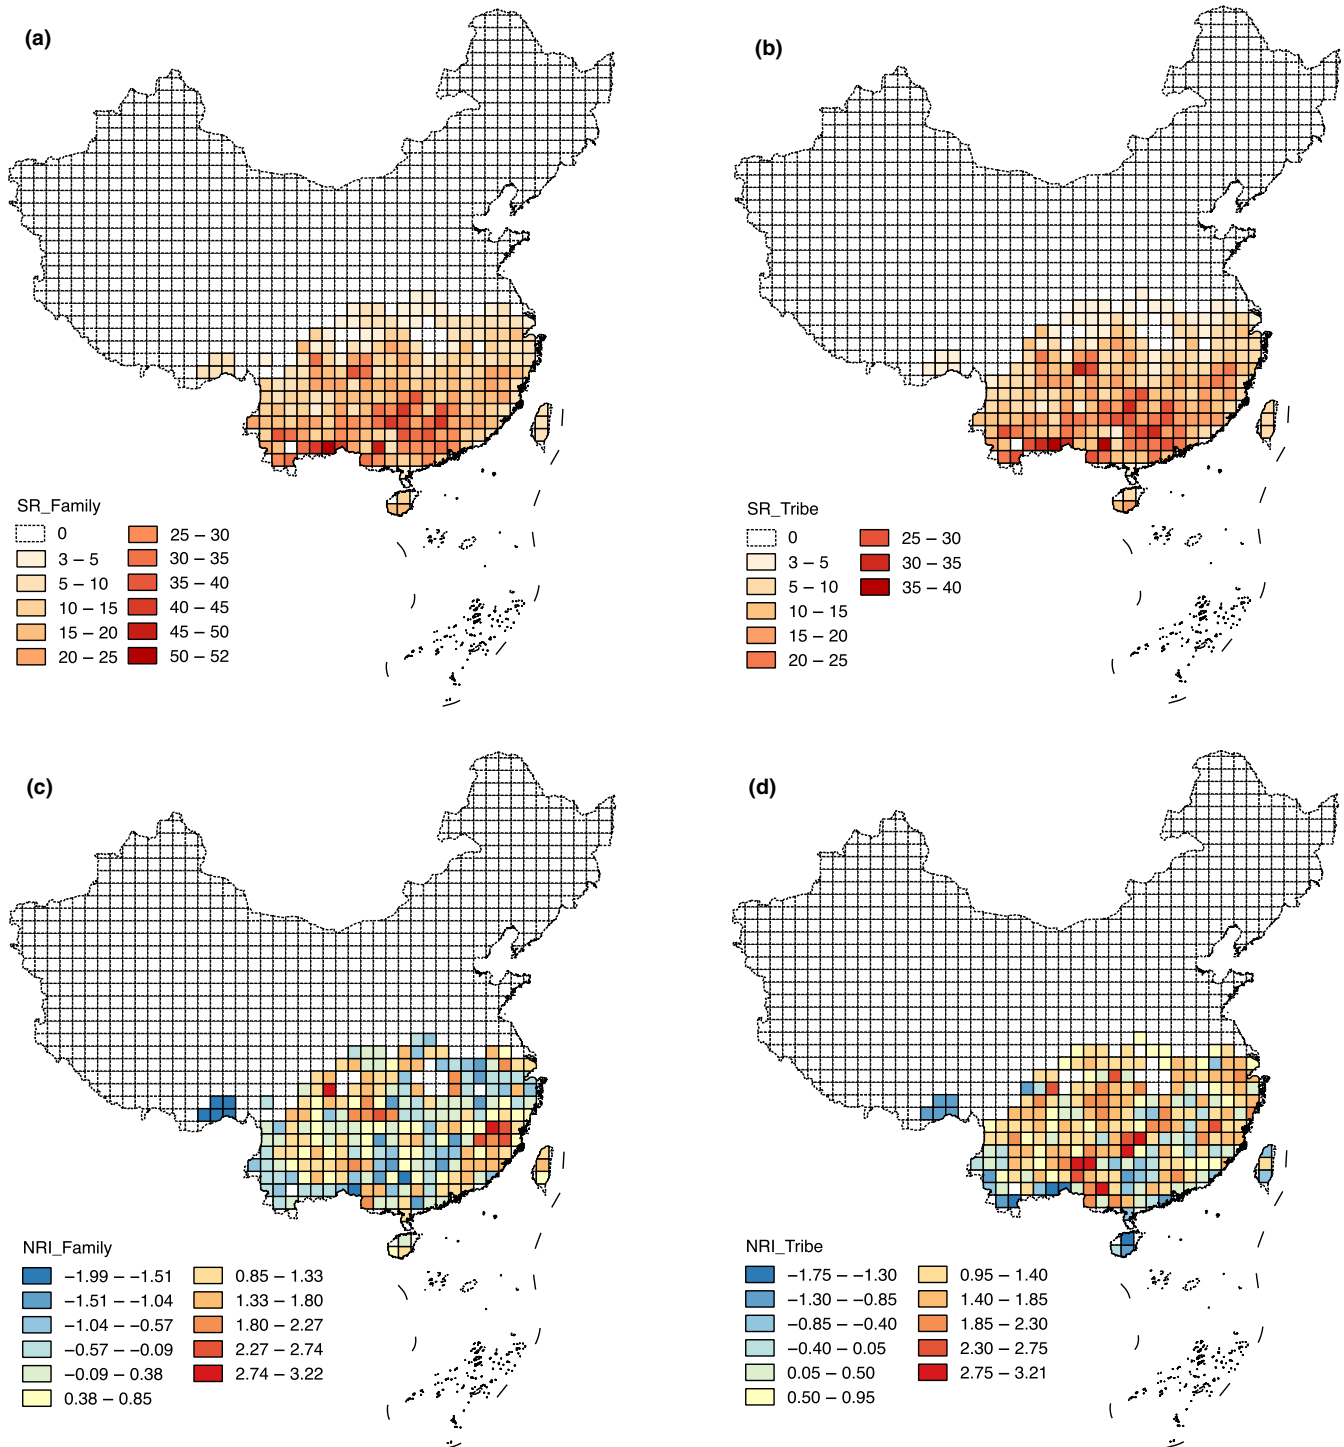 (a)
SR_Family
0
3 – 5
5 – 10
10 – 15
15 – 20
20 – 25
25 – 30
30 – 35
35 – 40
40 – 45
45 – 50
50 – 52
(b)
SR_Tribe
0
3 – 5
5 – 10
10 – 15
15 – 20
20 – 25
25 – 30
30 – 35
35 – 40
(c)
NRI_Family
−1.99 – −1.51
−1.51 – −1.04
−1.04 – −0.57
−0.57 – −0.09
−0.09 – 0.38
0.38 – 0.85
0.85 – 1.33
1.33 – 1.80
1.80 – 2.27
2.27 – 2.74
2.74 – 3.22
(d)
NRI_Tribe
−1.75 – −1.30
−1.30 – −0.85
−0.85 – −0.40
−0.40 – 0.05
0.05 – 0.50
0.50 – 0.95
0.95 – 1.40
1.40 – 1.85
1.85 – 2.30
2.30 – 2.75
2.75 – 3.21